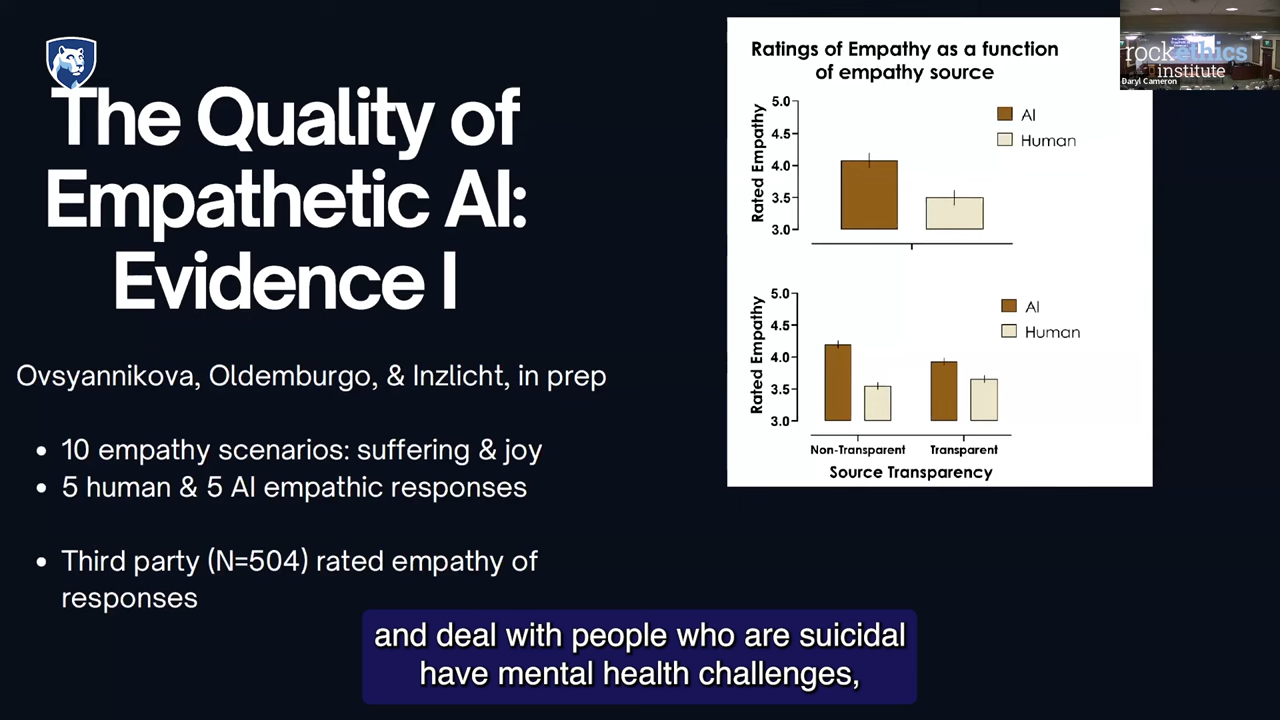 The Quality of
Empathetic AI:
Evidence I
Ovsyannikova, Oldemburgo, & Inzlicht, in prep
• 10 empathy scenarios: suffering & joy
• 5 human & 5 AI empathic responses
• Third party (N=504) rated empathy of
responses
Ratings of Empathy as a function
of empathy source
Rated Empathy
5.0
4.5
4.0
3.5
3.0
AI
Human
Rated Empathy
5.0
4.5
4.0
3.5
3.0
AI
Human
Non-Transparent Transparent
Source Transparency
rockethics
institute
Daryl Cameron
and deal with people who are suicidal
have mental health challenges,